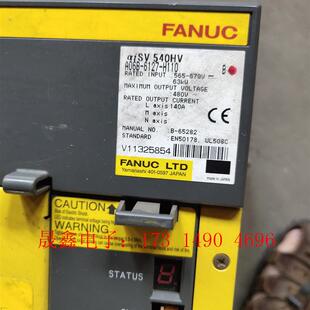 FANUC
αiSV 540HV
A06B-6127-H110
B
RATED INPUT 565-679V
63kW
MAXIMUM OUTPUT VOLTAGE
480V
RATED OUTPUT CURRENT
L axis 140A
M axis
N axis
MANUAL NO. B-65282
STANDARD EN50178, UL508C
V11325854
FANUC LTD
Yamanashi 401-0597 JAPAN
MADE IN JAPAN
晟鑫电子: 173 1490 4696
WARNING
STATUS